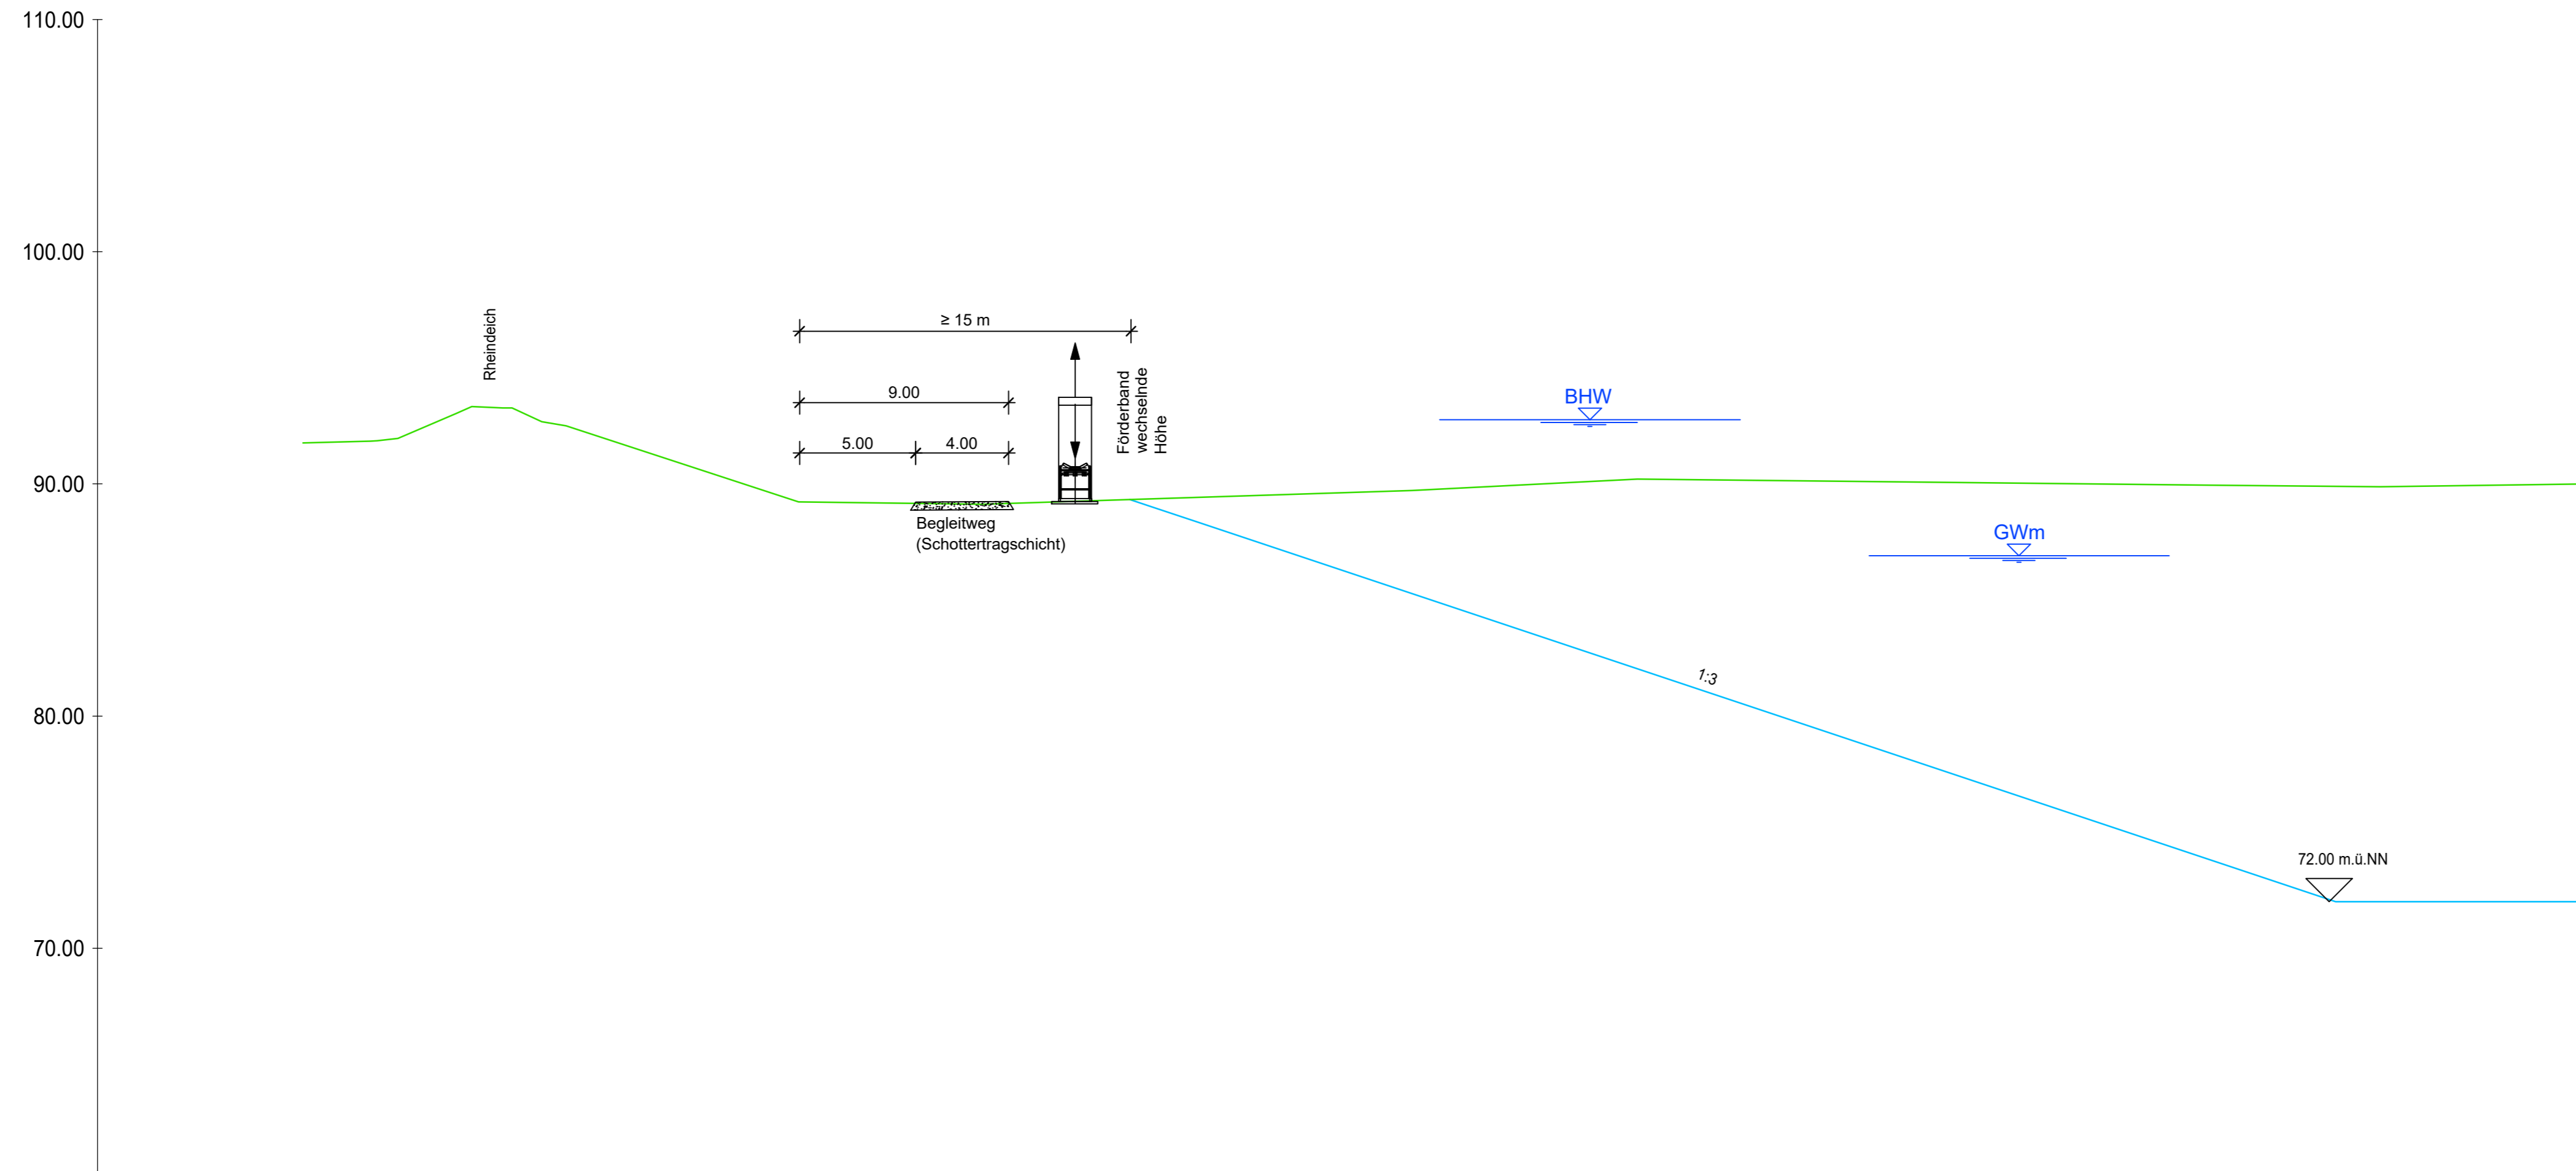 110.00
100.00
90.00
80.00
70.00
Rheindeich
≥ 15 m
9.00
5.00
4.00
Förderband
wechselnde
Höhe
Begleitweg
(Schottertragschicht)
BHW
GWm
1:3
72.00 m.ü.NN